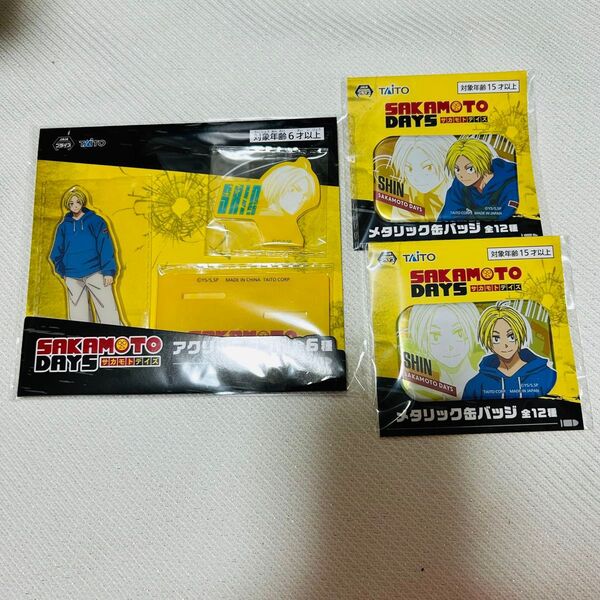 JAIA
プライズ
TAITO
対象年齢6才以上
SHIN
©YS/S,SP MADE IN CHINA TAITO CORP.
SAKAMOTO
DAYS
サカモトデイズ
アクリ
6種
TAITO
対象年齢15才以上
SAKAMOTO
DAYS
サカモトデイズ
SHIN
SAKAMOTO DAYS
©YS/S,SP
TAITO CORP. MADE IN JAPAN
メタリック缶バッジ 全12種
TAITO
対象年齢15才以上
SAKAMOTO
DAYS
サカモトデイズ
SHIN
SAKAMOTO DAYS
©YS/S,SP
TAITO CORP. MADE IN JAPAN
メタリック缶バッジ 全12種